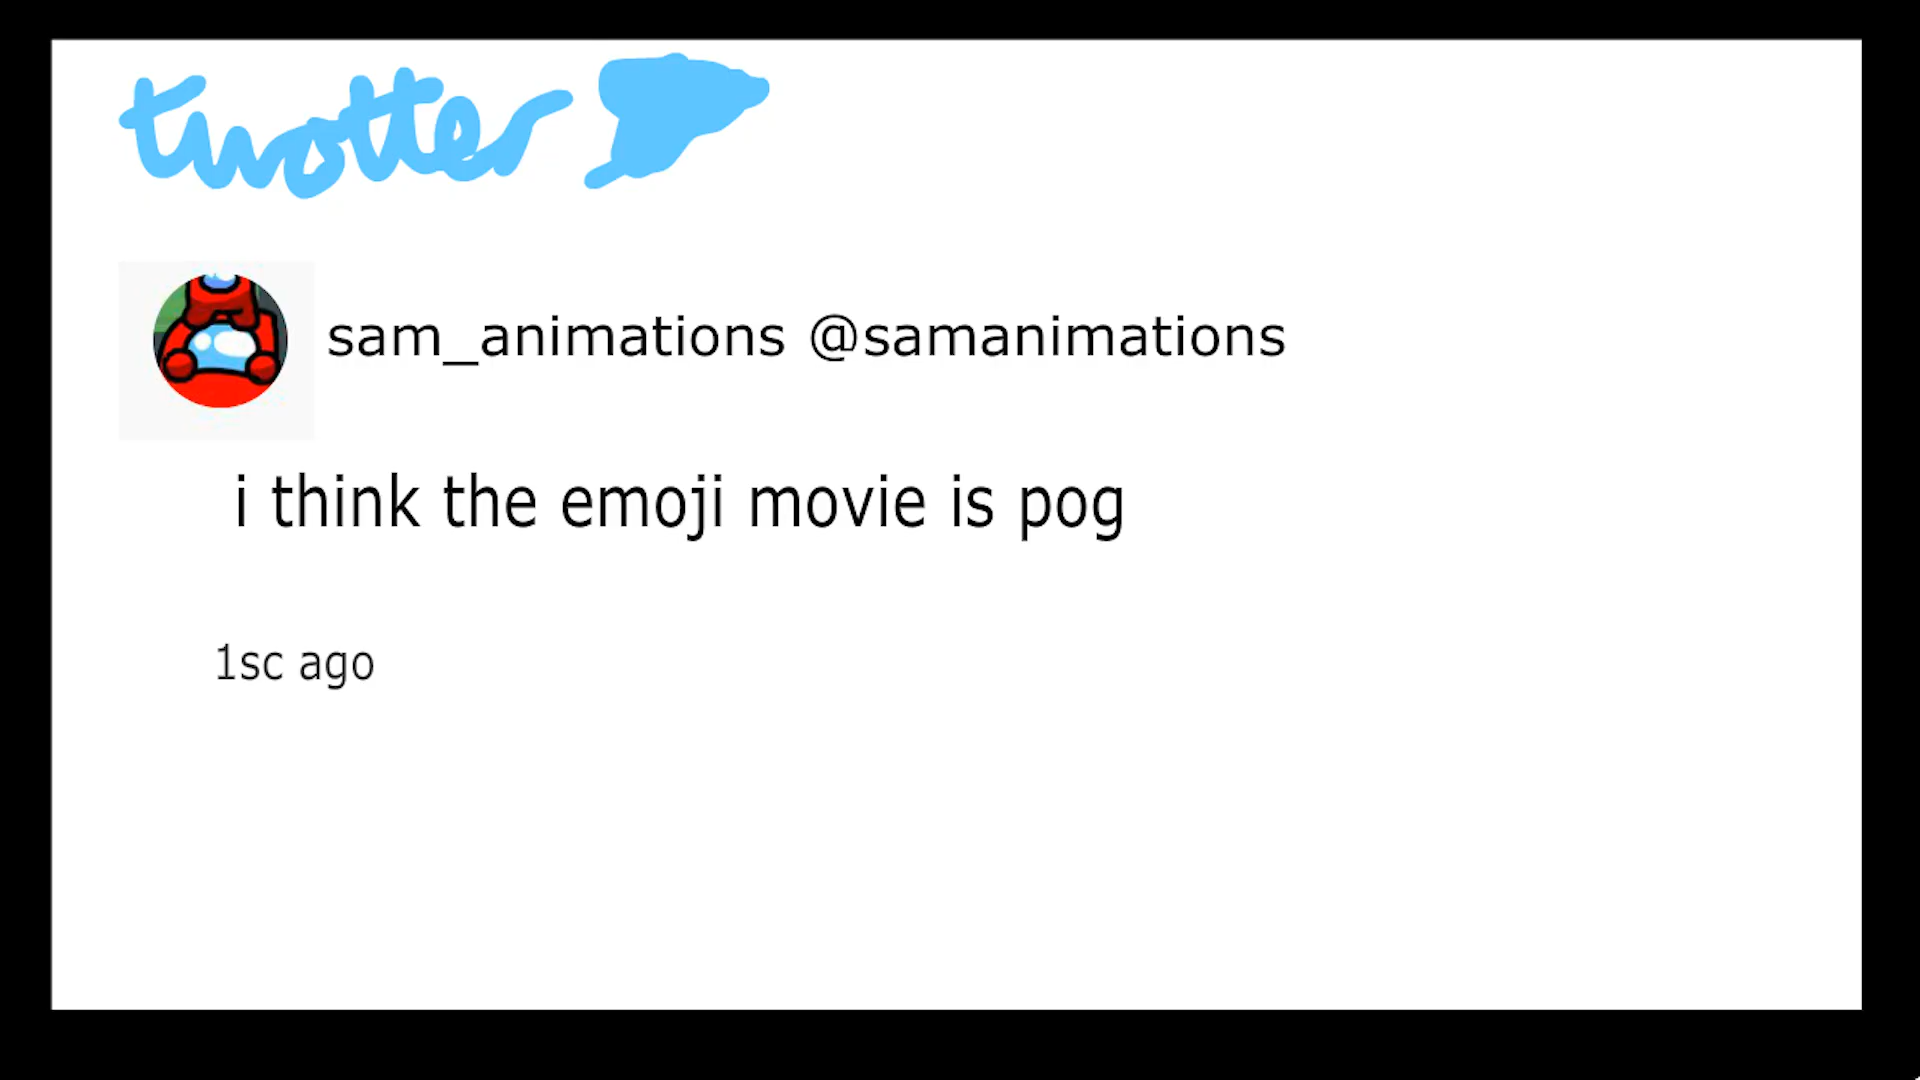 twotter
sam_animations @samanimations
i think the emoji movie is pog
1sc ago